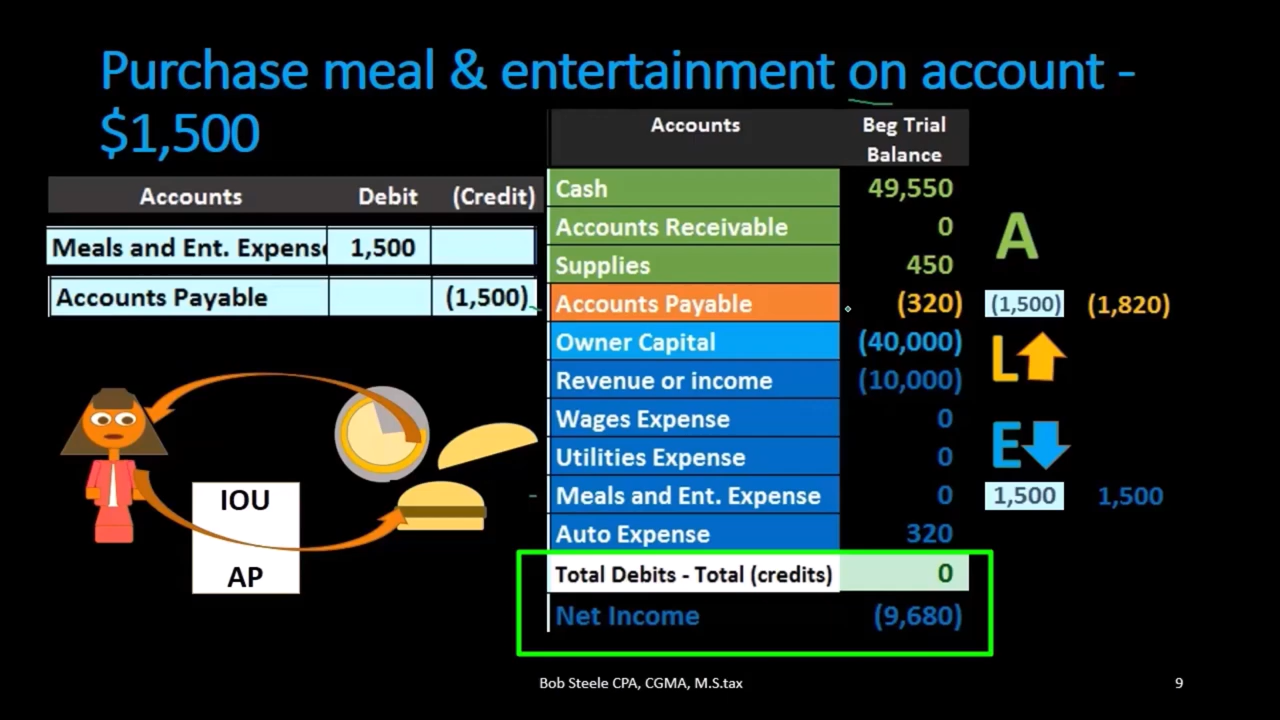 Purchase meal & entertainment on account -
$1,500
Accounts Debit (Credit)
Meals and Ent. Expense 1,500
Accounts Payable (1,500)
IOU
AP
Accounts Beg Trial
Balance
Cash 49,550
Accounts Receivable 0
Supplies 450
Accounts Payable (320) (1,500) (1,820)
Owner Capital (40,000)
Revenue or income (10,000)
Wages Expense 0
Utilities Expense 0
Meals and Ent. Expense 0 1,500 1,500
Auto Expense 320
Total Debits - Total (credits) 0
Net Income (9,680)
A
L
E
Bob Steele CPA, CGMA, M.S.tax 9